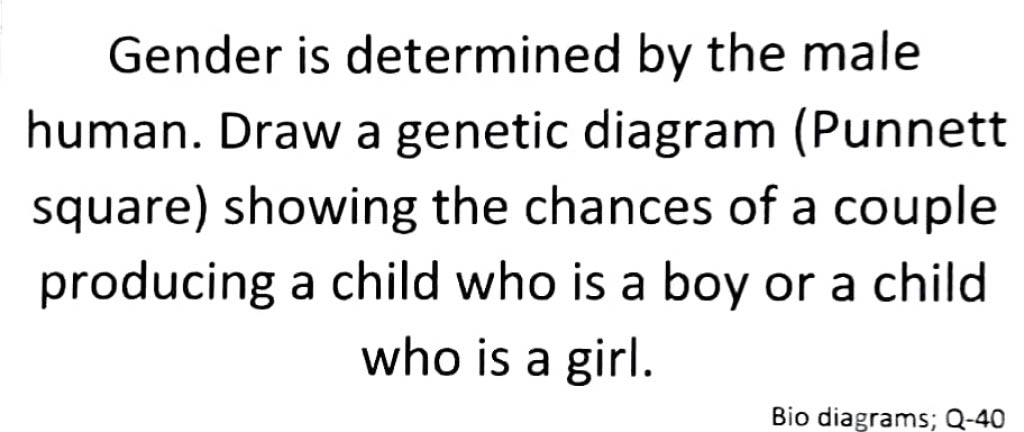 Gender is determined by the male
human. Draw a genetic diagram (Punnett
square) showing the chances of a couple
producing a child who is a boy or a child
who is a girl.
Bio diagrams; Q-40